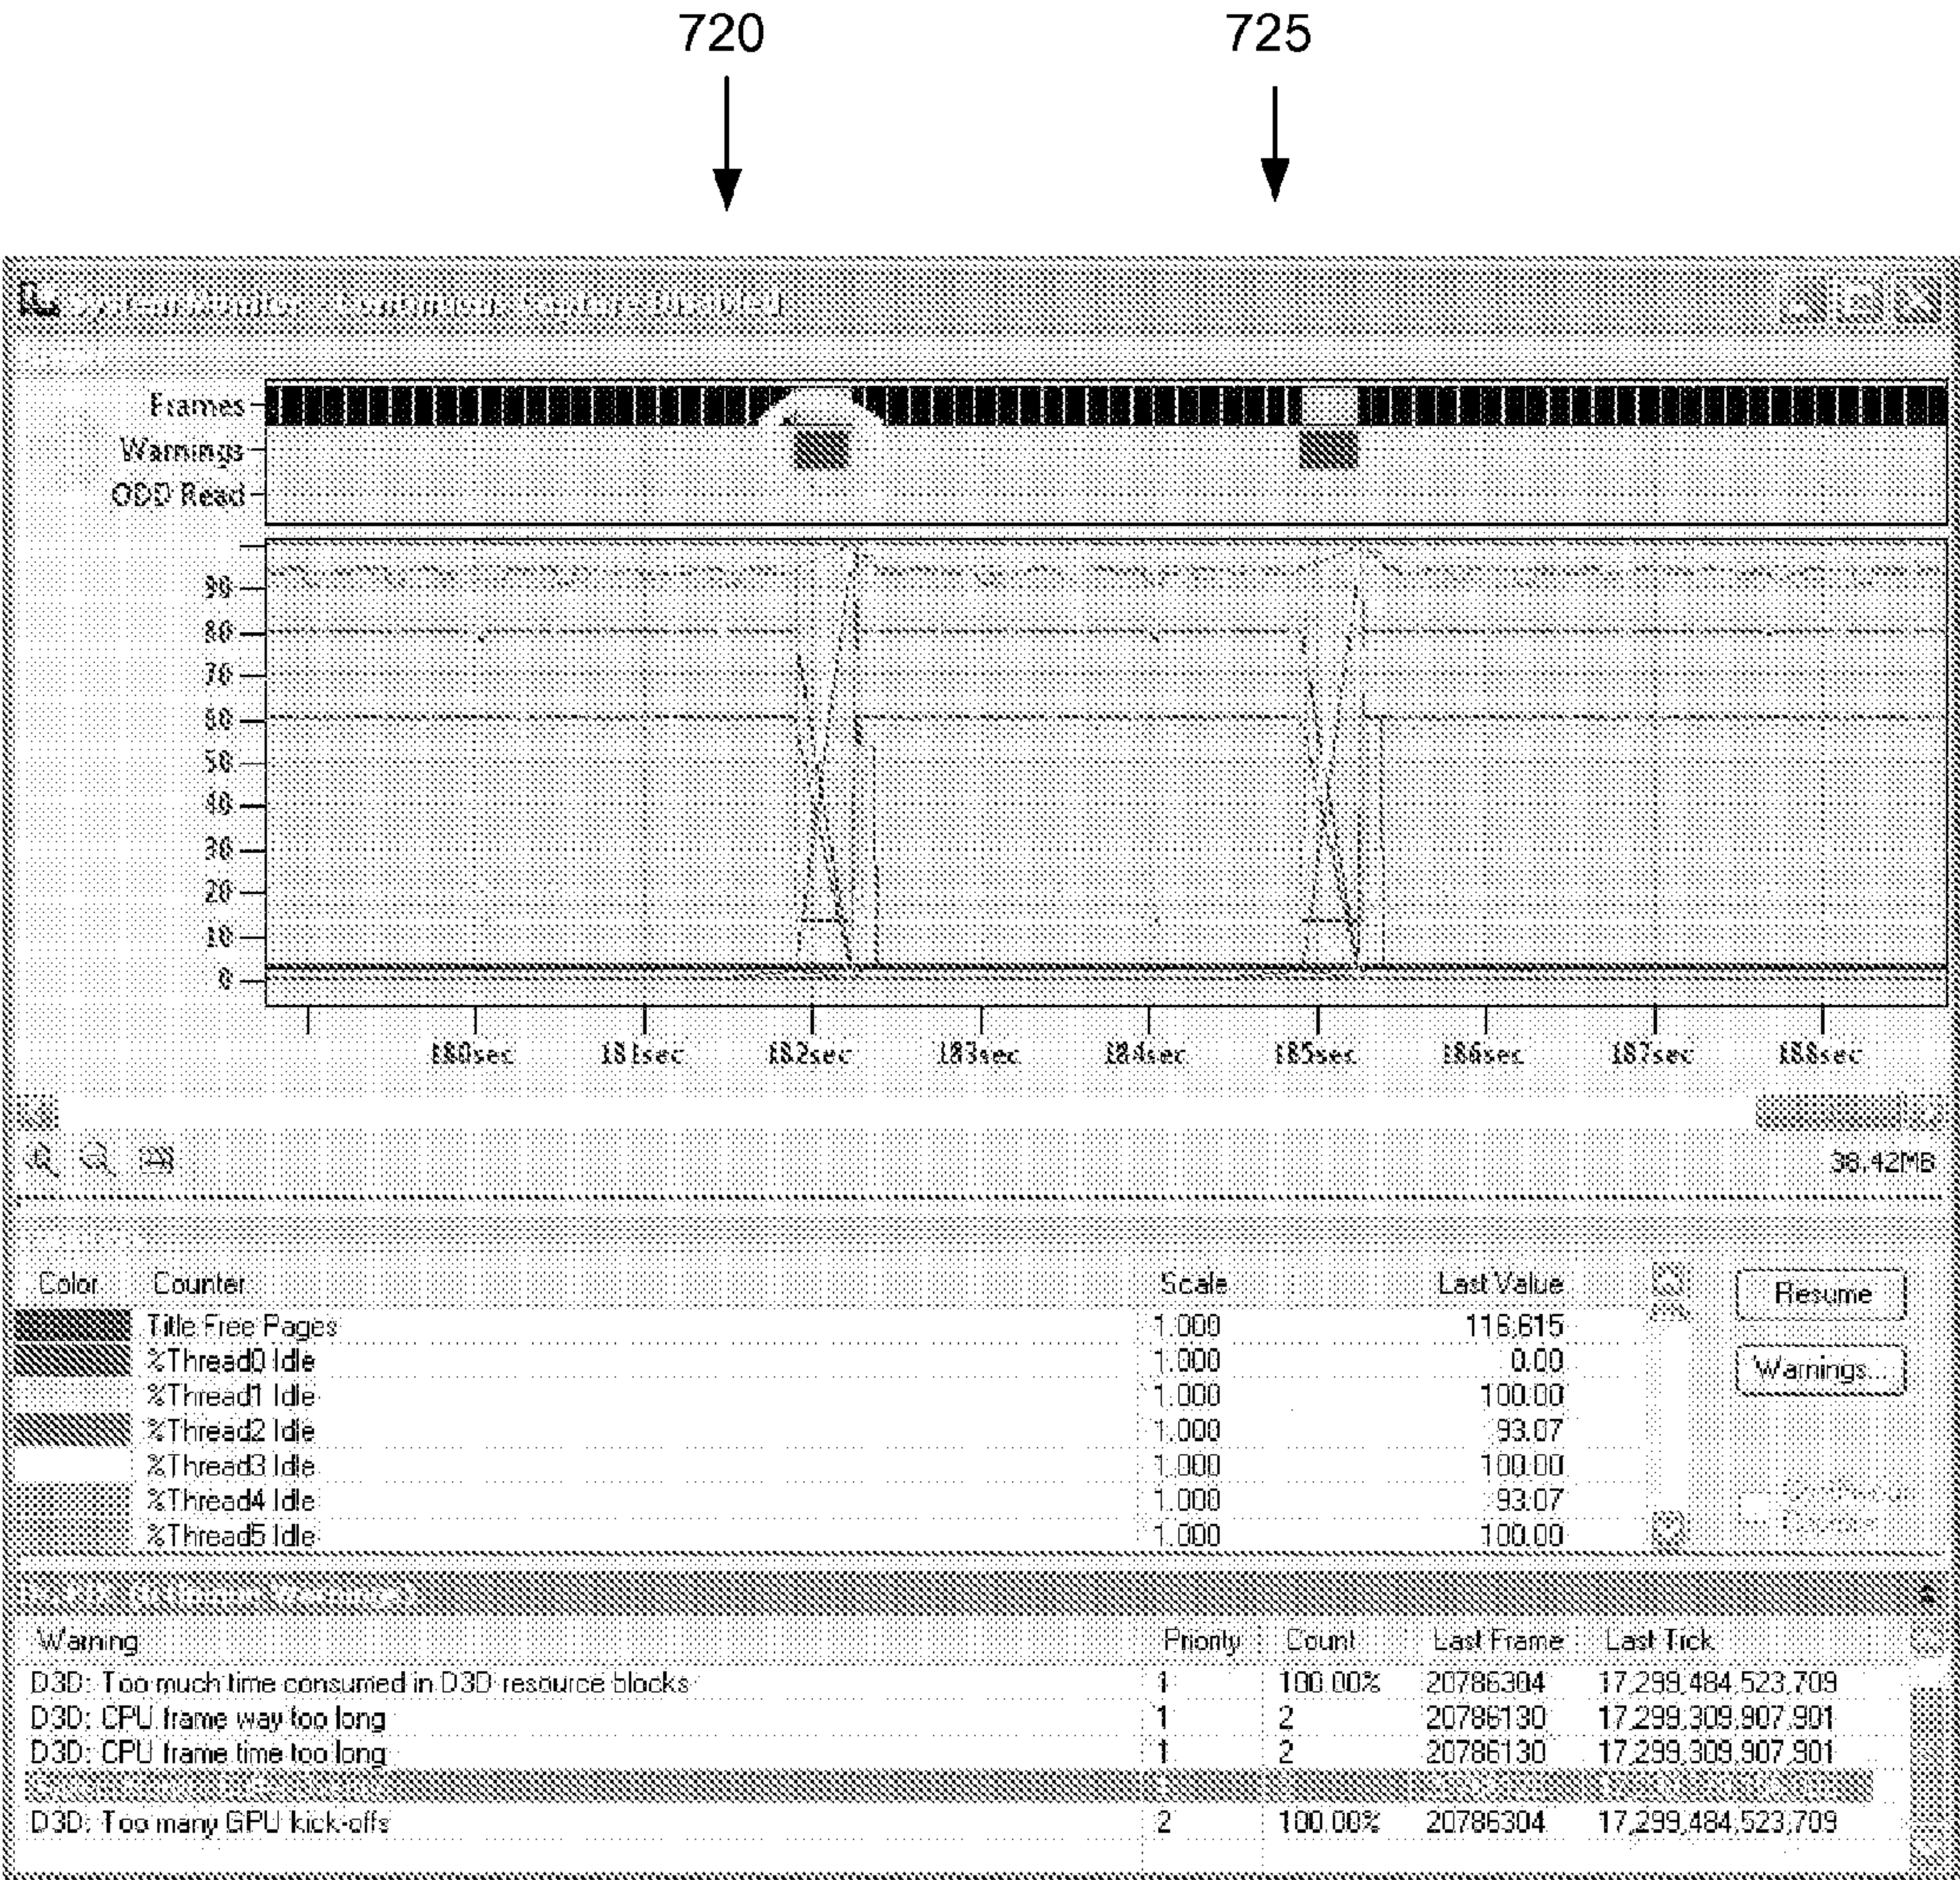 720 725
System Monitor - Continuous Capture Disabled
Frames
Warnings
ODD Read
90
80
70
60
50
40
30
20
10
0
180sec 181sec 182sec 183sec 184sec 185sec 186sec 187sec 188sec
38.42MB
Color Counter Scale Last Value
Title Free Pages 1.000 116,615
%Thread0 Idle 1.000 0.00
%Thread1 Idle 1.000 100.00
%Thread2 Idle 1.000 93.07
%Thread3 Idle 1.000 100.00
%Thread4 Idle 1.000 93.07
%Thread5 Idle 1.000 100.00
Resume
Warnings...
Warning Priority Count Last Frame Last Tick
D3D: Too much time consumed in D3D resource blocks 1 100.00% 20786304 17,299,484,523,709
D3D: CPU frame way too long 1 2 20786130 17,299,309,907,901
D3D: CPU frame time too long 1 2 20786130 17,299,309,907,901
D3D: Too many GPU kick-offs 2 100.00% 20786304 17,299,484,523,709